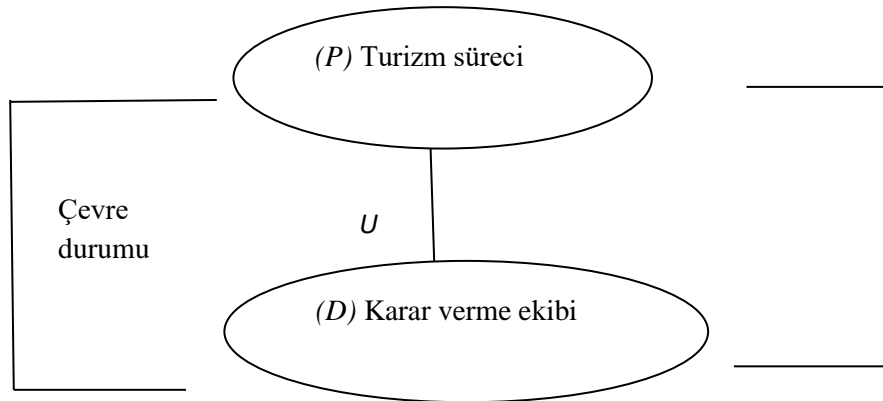 (P) Turizm süreci
Çevre
durumu
U
(D) Karar verme ekibi